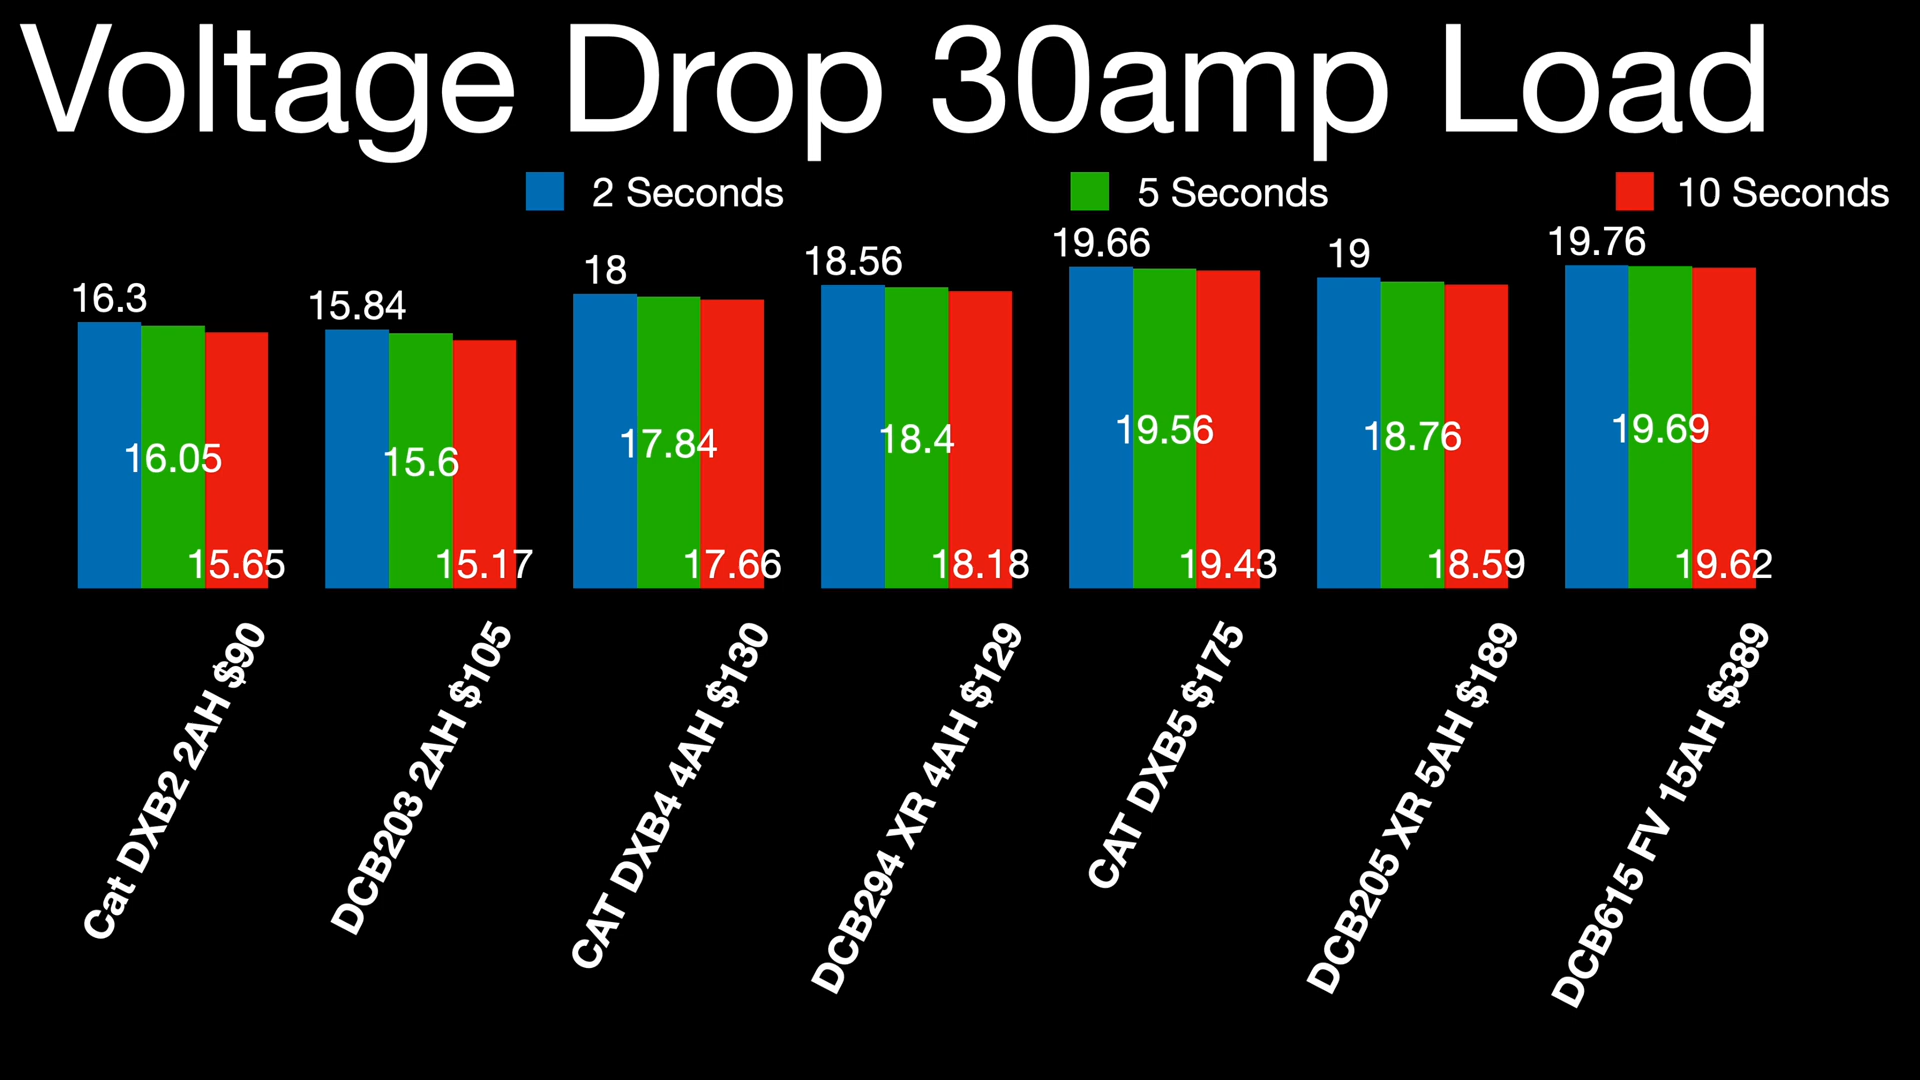 Voltage Drop 30amp Load
2 Seconds
5 Seconds
10 Seconds
16.3
16.05
15.65
15.84
15.6
15.17
18
17.84
17.66
18.56
18.4
18.18
19.66
19.56
19.43
19
18.76
18.59
19.76
19.69
19.62
Cat DXB2 2AH $90
DCB203 2AH $105
CAT DXB4 4AH $130
DCB294 XR 4AH $129
CAT DXB5 $175
DCB205 XR 5AH $189
DCB615 FV 15AH $389